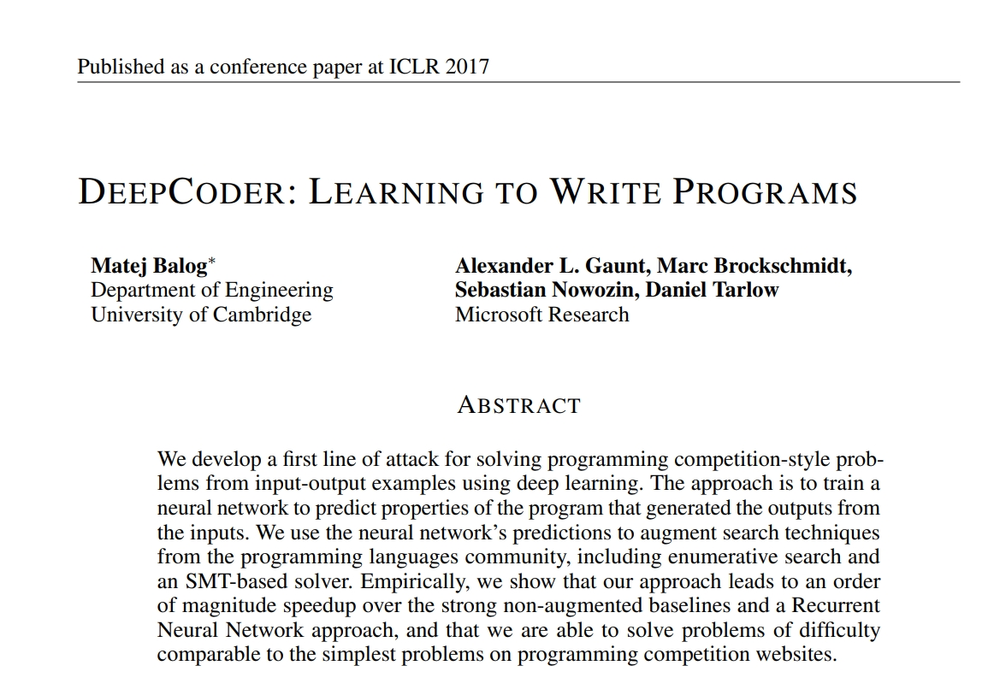 Published as a conference paper at ICLR 2017
DEEPCODER: LEARNING TO WRITE PROGRAMS
Matej Balog*
Department of Engineering
University of Cambridge
Alexander L. Gaunt, Marc Brockschmidt,
Sebastian Nowozin, Daniel Tarlow
Microsoft Research
ABSTRACT
We develop a first line of attack for solving programming competition-style prob-
lems from input-output examples using deep learning. The approach is to train a
neural network to predict properties of the program that generated the outputs from
the inputs. We use the neural network's predictions to augment search techniques
from the programming languages community, including enumerative search and
an SMT-based solver. Empirically, we show that our approach leads to an order
of magnitude speedup over the strong non-augmented baselines and a Recurrent
Neural Network approach, and that we are able to solve problems of difficulty
comparable to the simplest problems on programming competition websites.